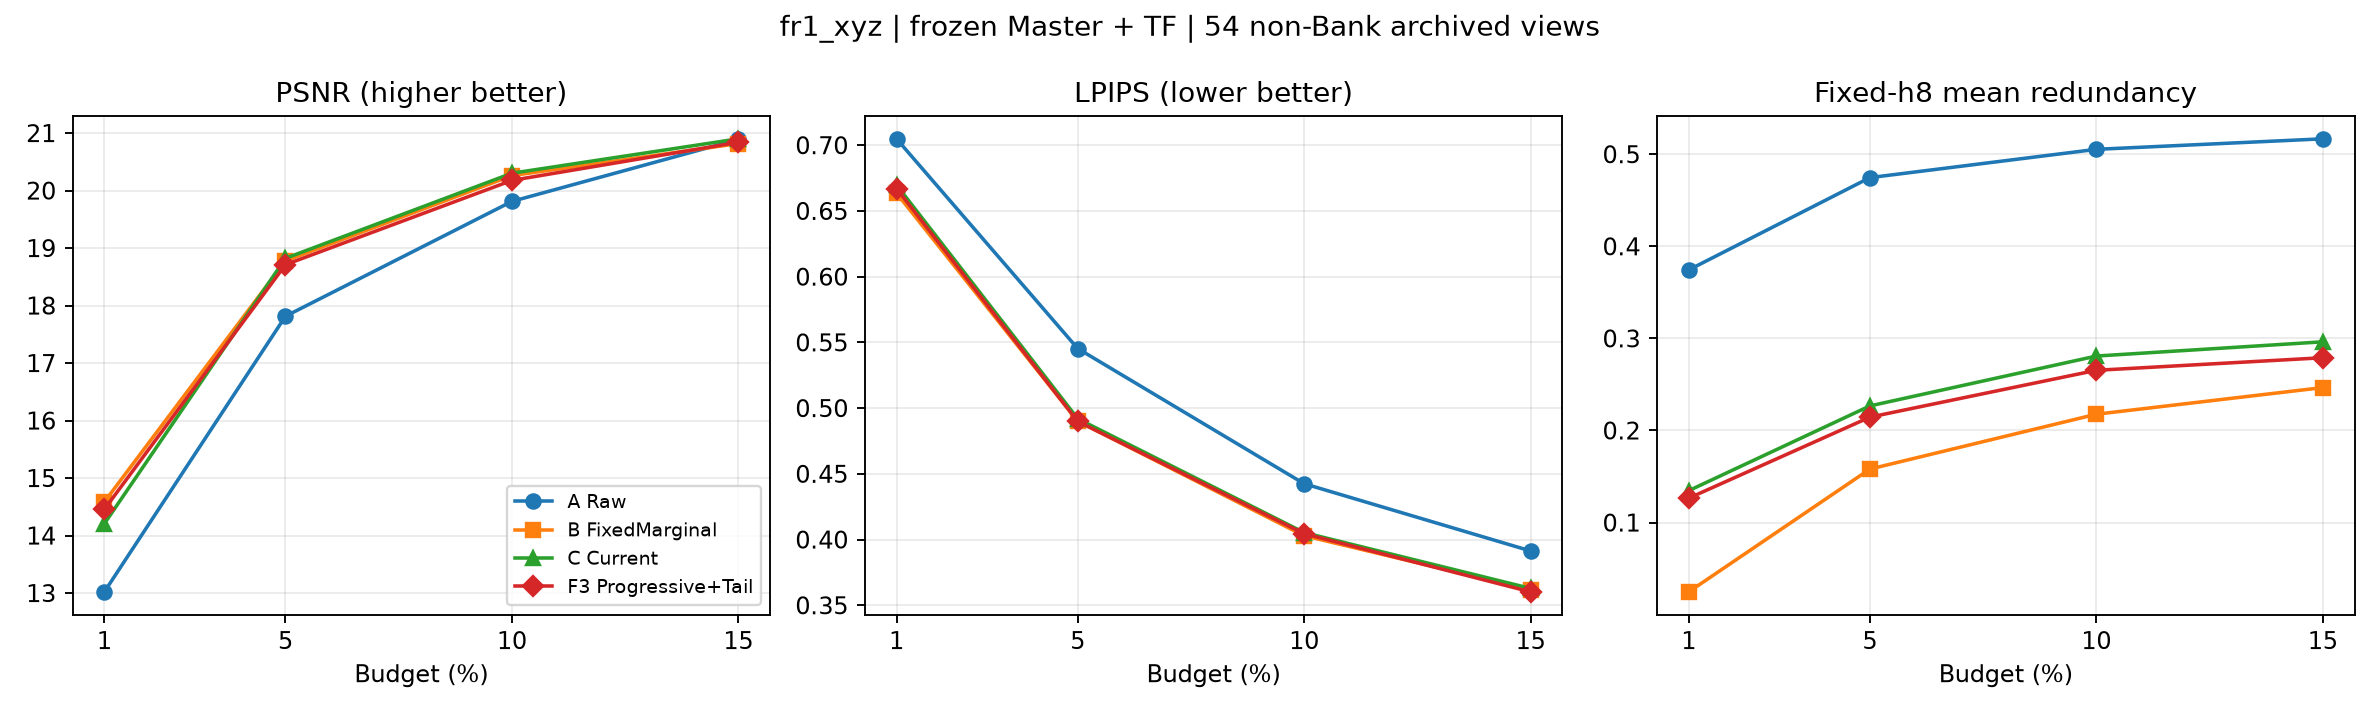 fr1_xyz | frozen Master + TF | 54 non-Bank archived views
PSNR (higher better)
21
20
19
18
17
16
15
14
13
A Raw
B FixedMarginal
C Current
F3 Progressive+Tail
1 5 10 15
Budget (%)
LPIPS (lower better)
0.70
0.65
0.60
0.55
0.50
0.45
0.40
0.35
1 5 10 15
Budget (%)
Fixed-h8 mean redundancy
0.5
0.4
0.3
0.2
0.1
1 5 10 15
Budget (%)